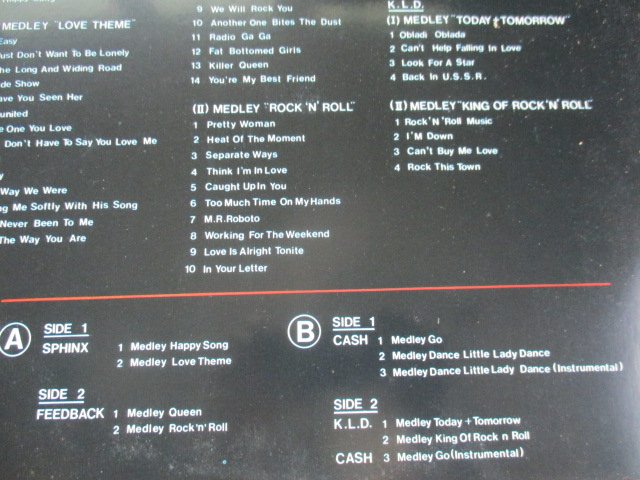 MEDLEY "LOVE THEME"
Easy
ust Don't Want To Be Lonely
he Long And Widing Road
de Show
ave You Seen Her
united
e One You Love
Don't Have To Say You Love Me
y
Way We Were
ng Me Softly With His Song
Never Been To Me
The Way You Are
9 We Will Rock You
10 Another One Bites The Dust
11 Radio Ga Ga
12 Fat Bottomed Girls
13 Killer Queen
14 You're My Best Friend
(II) MEDLEY "ROCK 'N' ROLL"
1 Pretty Woman
2 Heat Of The Moment
3 Separate Ways
4 Think I'm In Love
5 Caught Up In You
6 Too Much Time On My Hands
7 M.R.Roboto
8 Working For The Weekend
9 Love Is Alright Tonite
10 In Your Letter
K.L.D.
(I) MEDLEY "TODAY+TOMORROW"
1 Obladi Oblada
2 Can't Help Falling In Love
3 Look For A Star
4 Back In U.S.S.R.
(II) MEDLEY "KING OF ROCK'N'ROLL"
1 Rock'N'Roll Music
2 I'M Down
3 Can't Buy Me Love
4 Rock This Town
A SIDE 1
SPHINX 1 Medley Happy Song
2 Medley Love Theme
SIDE 2
FEEDBACK 1 Medley Queen
2 Medley Rock'n'Roll
B SIDE 1
CASH 1 Medley Go
2 Medley Dance Little Lady Dance
3 Medley Dance Little Lady Dance (Instrumental)
SIDE 2
K.L.D. 1 Medley Today+Tomorrow
2 Medley King Of Rock n Roll
CASH 3 Medley Go(Instrumental)